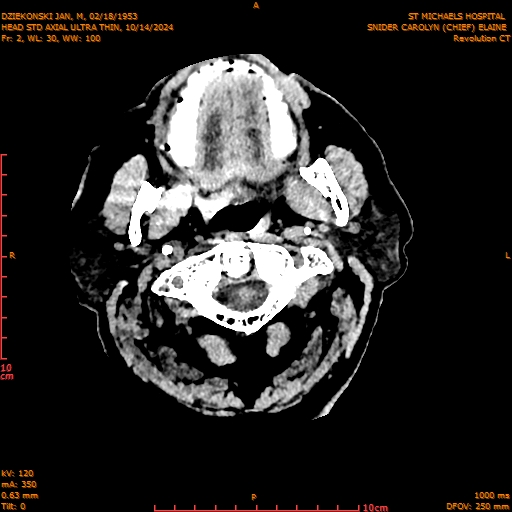 A
DZIEKONSKI JAN, M, 02/18/1953
ST MICHAELS HOSPITAL
HEAD STD AXIAL ULTRA THIN, 10/14/2024
SNIDER CAROLYN (CHIEF) ELAINE
Fr: 2, WL: 30, WW: 100
Revolution CT
R
L
10
cm
kV: 120
mA: 350
0.63 mm
Tilt: 0
P
1000 ms
DFOV: 250 mm
10cm